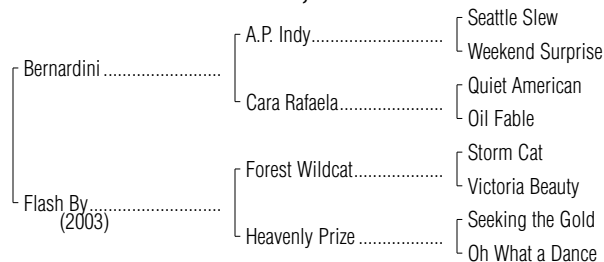 Seattle Slew
A.P. Indy......................
Weekend Surprise
Bernardini .......................
Quiet American
Cara Rafaela.....................
Oil Fable
Storm Cat
Forest Wildcat..................
Victoria Beauty
Flash By..........................
(2003)
Seeking the Gold
Heavenly Prize .................
Oh What a Dance